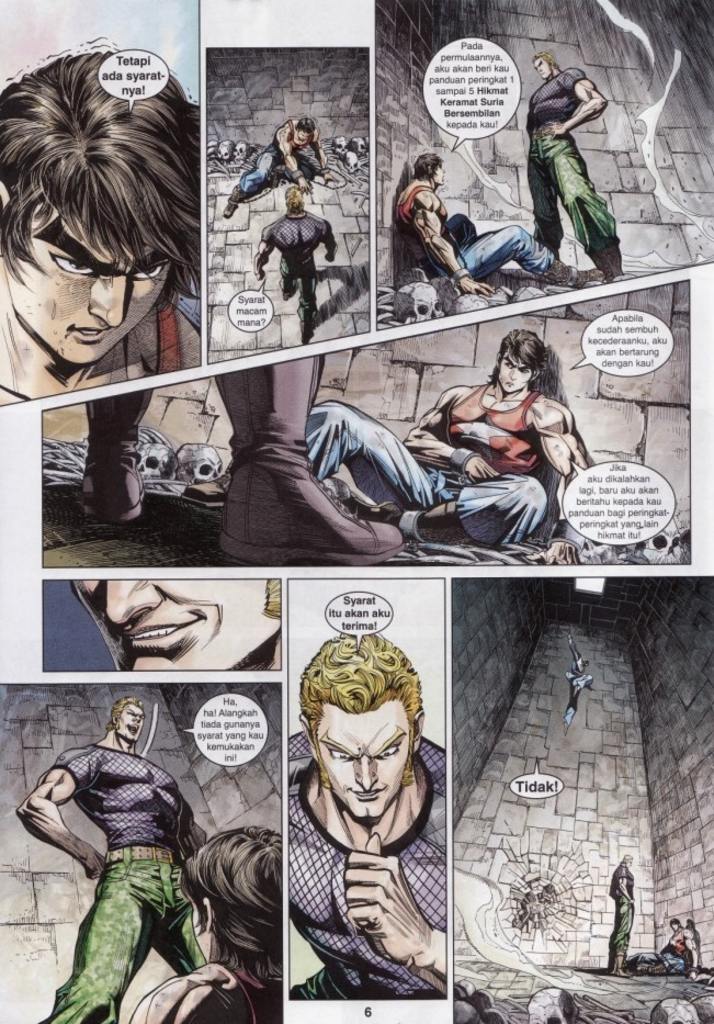 Tetapi
ada syarat-
nya!
Syarat
macam
mana?
Pada
permulaannya,
aku akan beri kau
panduan peringkat 1
sampai 5 Hikmat
Keramat Suria
Bersembilan
kepada kau!
Apabila
sudah sembuh
kecederaanku, aku
akan bertarung
dengan kau!
Jika
aku dikalahkan
lagi, baru aku akan
beritahu kepada kau
panduan bagi peringkat-
peringkat yang lain
hikmat itu!
Ha,
ha! Alangkah
tiada gunanya
syarat yang kau
kemukakan
ini!
Syarat
itu akan aku
terima!
Tidak!
6